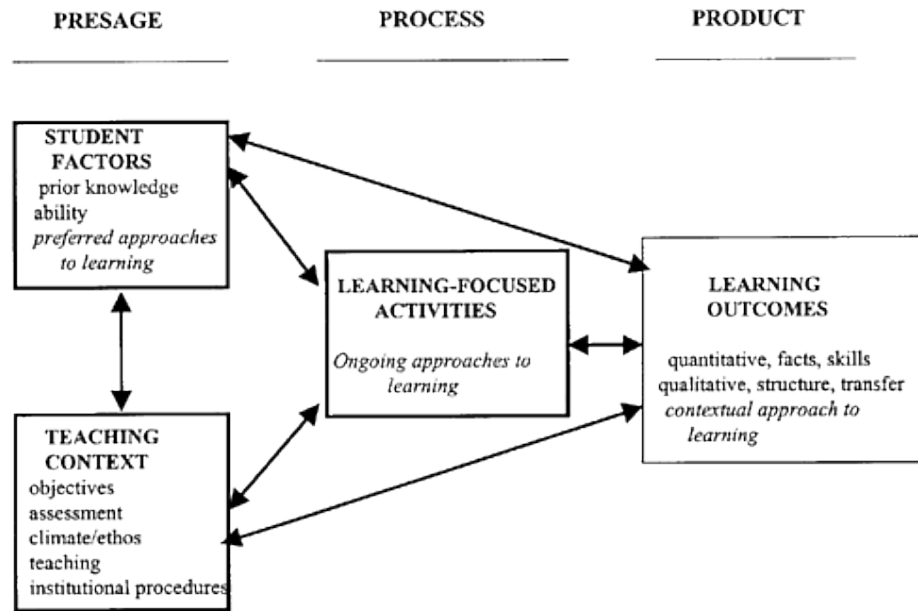 PRESAGE
PROCESS
PRODUCT
STUDENT
FACTORS
prior knowledge
ability
preferred approaches
to learning
LEARNING-FOCUSED
ACTIVITIES
Ongoing approaches to
learning
LEARNING
OUTCOMES
quantitative, facts, skills
qualitative, structure, transfer
contextual approach to
learning
TEACHING
CONTEXT
objectives
assessment
climate/ethos
teaching
institutional procedures